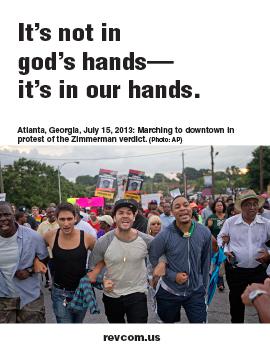 It's not in
god's hands—
it's in our hands.
Atlanta, Georgia, July 15, 2013: Marching to downtown in
protest of the Zimmerman verdict. (Photo: AP)
revcom.us